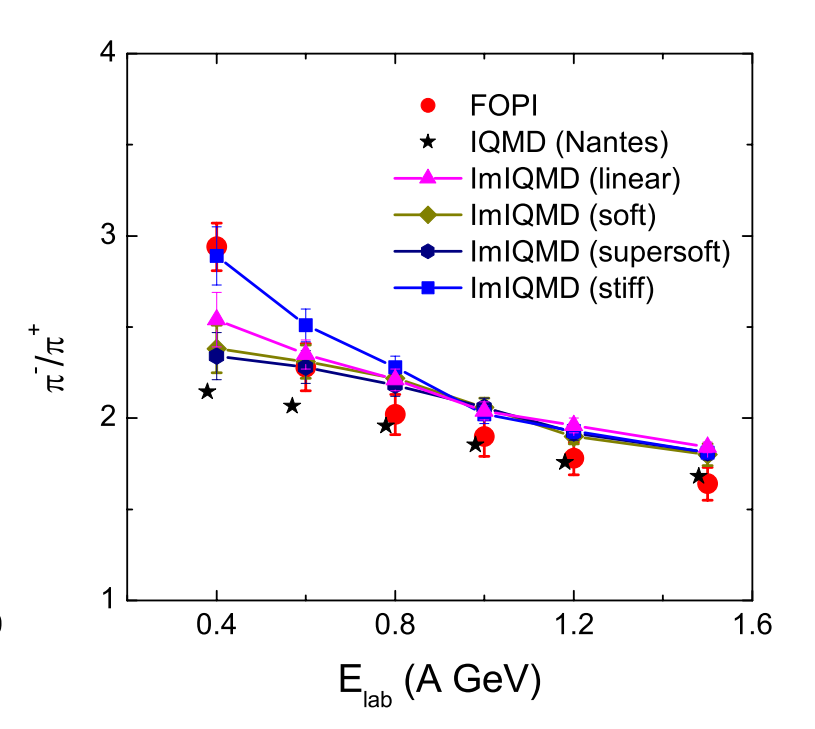 4
3
2
1
π⁻/π⁺
FOPI
IQMD (Nantes)
ImIQMD (linear)
ImIQMD (soft)
ImIQMD (supersoft)
ImIQMD (stiff)
0.4 0.8 1.2 1.6
E_lab (A GeV)